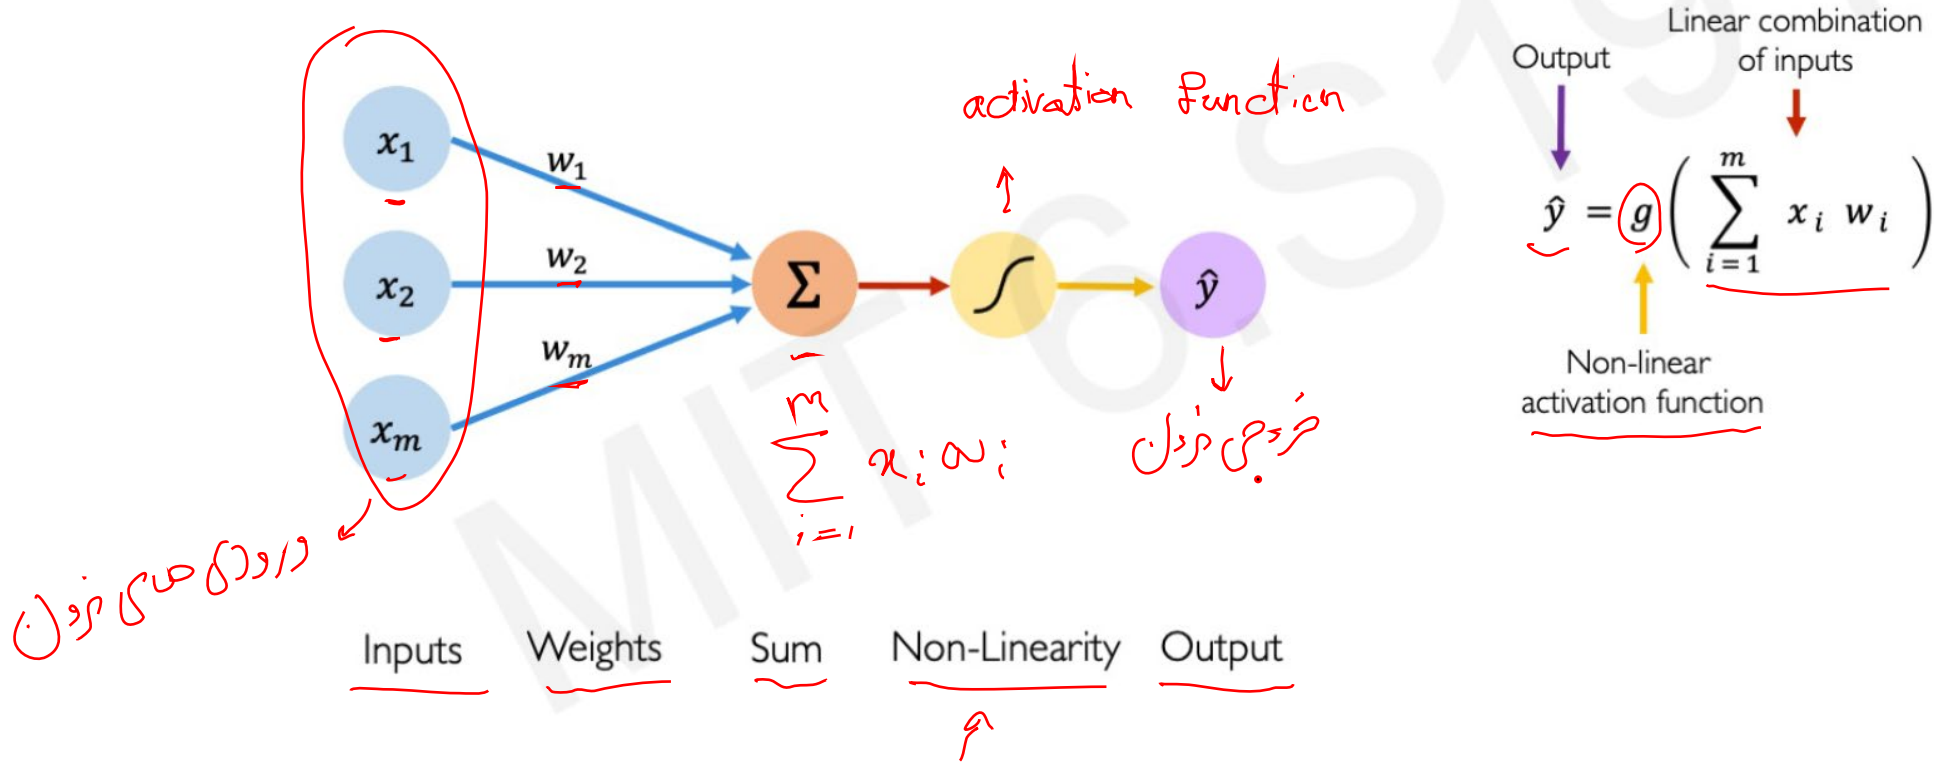 Linear combination
of inputs
Output
activation function
x₁
w₁
ŷ = g ( m ∑ i = 1 xᵢ wᵢ )
x₂
w₂
Σ
ŷ
wₘ
xₘ
Non-linear
activation function
m ∑ i=1 xᵢ wᵢ
خروجی نورون
ورودی های نورون
Inputs Weights Sum Non-Linearity Output
MIT 6.S19